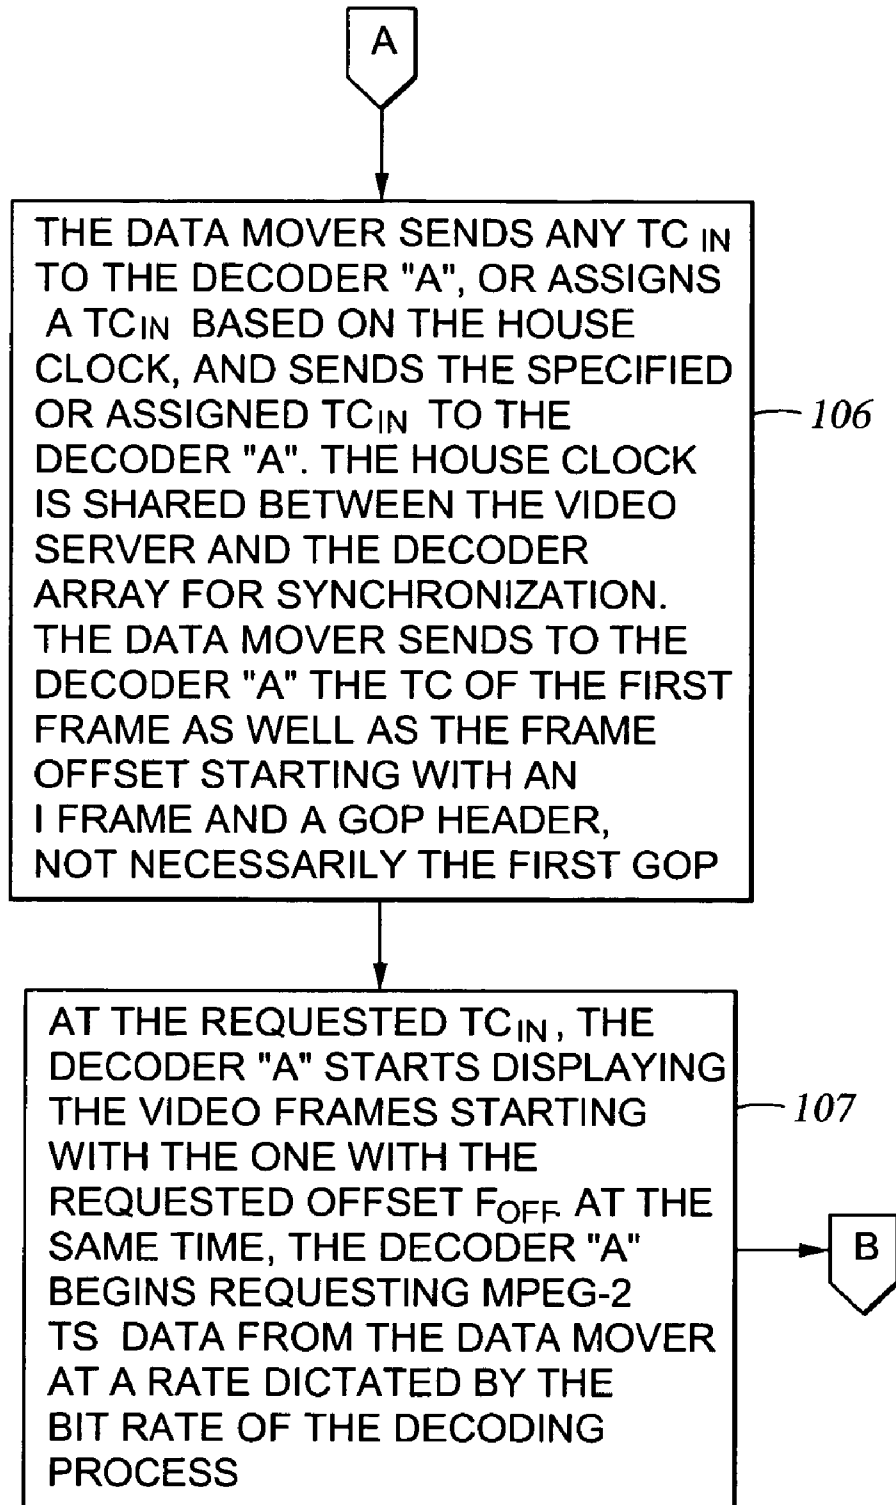 A
THE DATA MOVER SENDS ANY TC IN
TO THE DECODER "A", OR ASSIGNS
A TCIN BASED ON THE HOUSE
CLOCK, AND SENDS THE SPECIFIED
OR ASSIGNED TCIN TO THE
DECODER "A". THE HOUSE CLOCK
IS SHARED BETWEEN THE VIDEO
SERVER AND THE DECODER
ARRAY FOR SYNCHRONIZATION.
THE DATA MOVER SENDS TO THE
DECODER "A" THE TC OF THE FIRST
FRAME AS WELL AS THE FRAME
OFFSET STARTING WITH AN
I FRAME AND A GOP HEADER,
NOT NECESSARILY THE FIRST GOP
106
AT THE REQUESTED TCIN, THE
DECODER "A" STARTS DISPLAYING
THE VIDEO FRAMES STARTING
WITH THE ONE WITH THE
REQUESTED OFFSET FOFF. AT THE
SAME TIME, THE DECODER "A"
BEGINS REQUESTING MPEG-2
TS DATA FROM THE DATA MOVER
AT A RATE DICTATED BY THE
BIT RATE OF THE DECODING
PROCESS
107
B